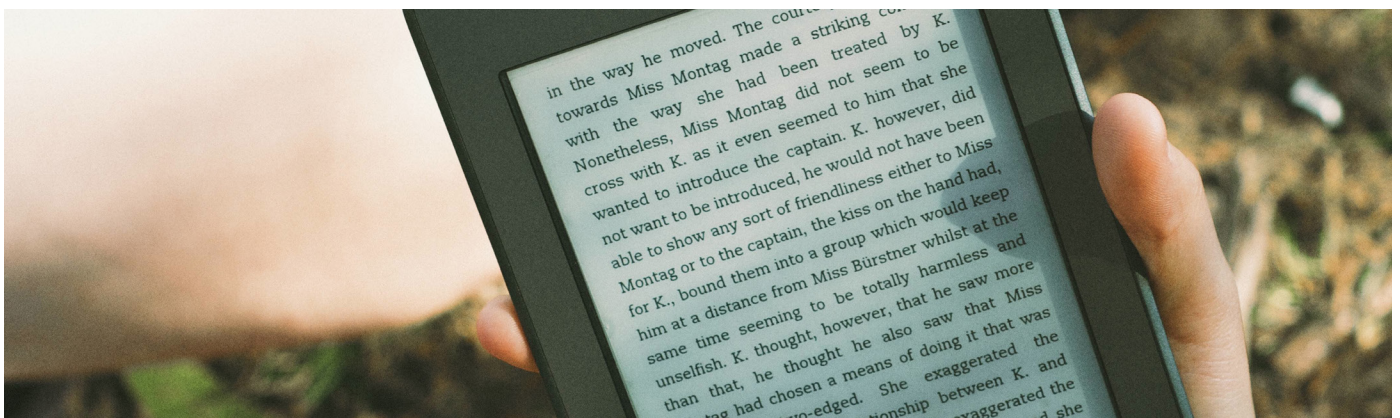 in the way he moved. The
towards Miss Montag made a striking
with the way she had been treated by K.
Nonetheless, Miss Montag did not seem to be
cross with K. as it even seemed to him that she
wanted to introduce the captain. K. however, did
not want to be introduced, he would not have been
able to show any sort of friendliness either to Miss
Montag or to the captain, the kiss on the hand had,
for K., bound them into a group which would keep
him at a distance from Miss Bürstner whilst at the
same time seeming to be totally harmless and
unselfish. K. thought, however, that he saw more
than that, he thought he also saw that Miss
had chosen a means of doing it that was
She exaggerated the
between K. and
the
she